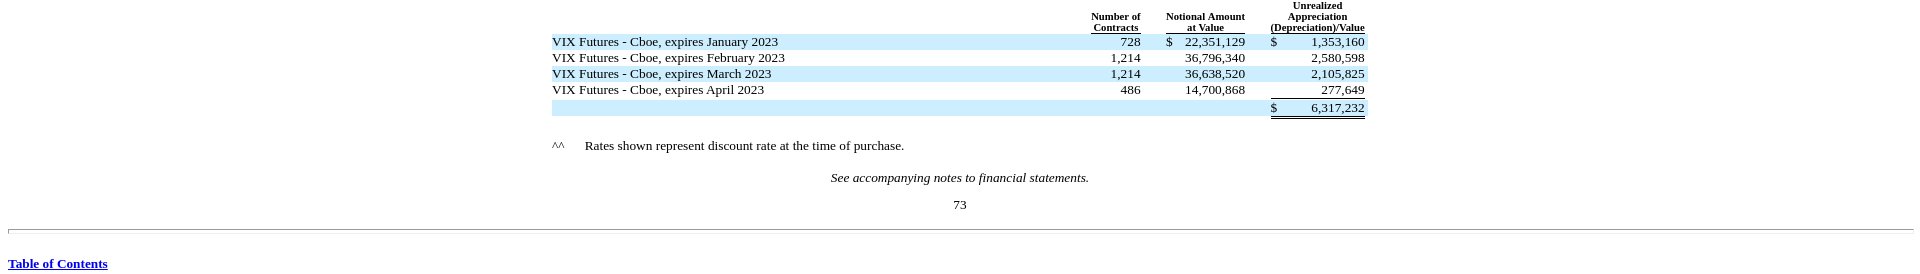 Unrealized
Number of Notional Amount Appreciation
Contracts at Value (Depreciation)/Value
VIX Futures - Cboe, expires January 2023 728 $ 22,351,129 $ 1,353,160
VIX Futures - Cboe, expires February 2023 1,214 36,796,340 2,580,598
VIX Futures - Cboe, expires March 2023 1,214 36,638,520 2,105,825
VIX Futures - Cboe, expires April 2023 486 14,700,868 277,649
$ 6,317,232
^^ Rates shown represent discount rate at the time of purchase.
See accompanying notes to financial statements.
73
Table of Contents